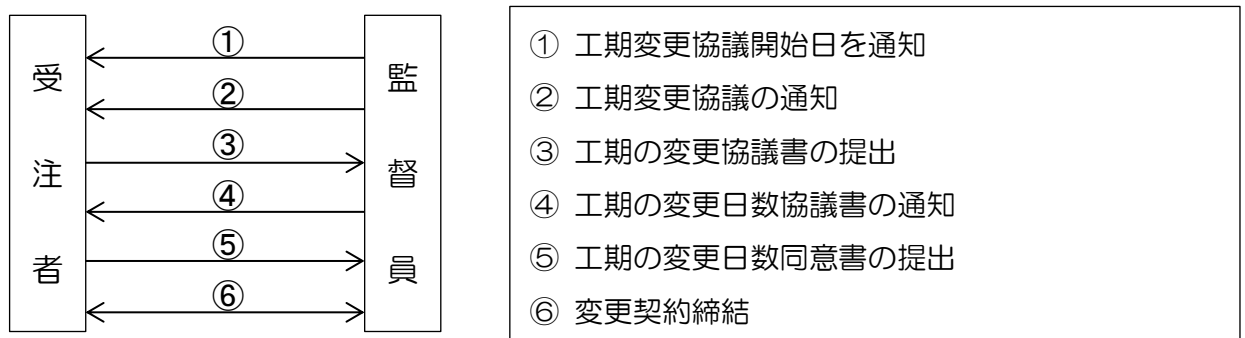 受注者
①
②
③
④
⑤
⑥
監督員
① 工期変更協議開始日を通知
② 工期変更協議の通知
③ 工期の変更協議書の提出
④ 工期の変更日数協議書の通知
⑤ 工期の変更日数同意書の提出
⑥ 変更契約締結